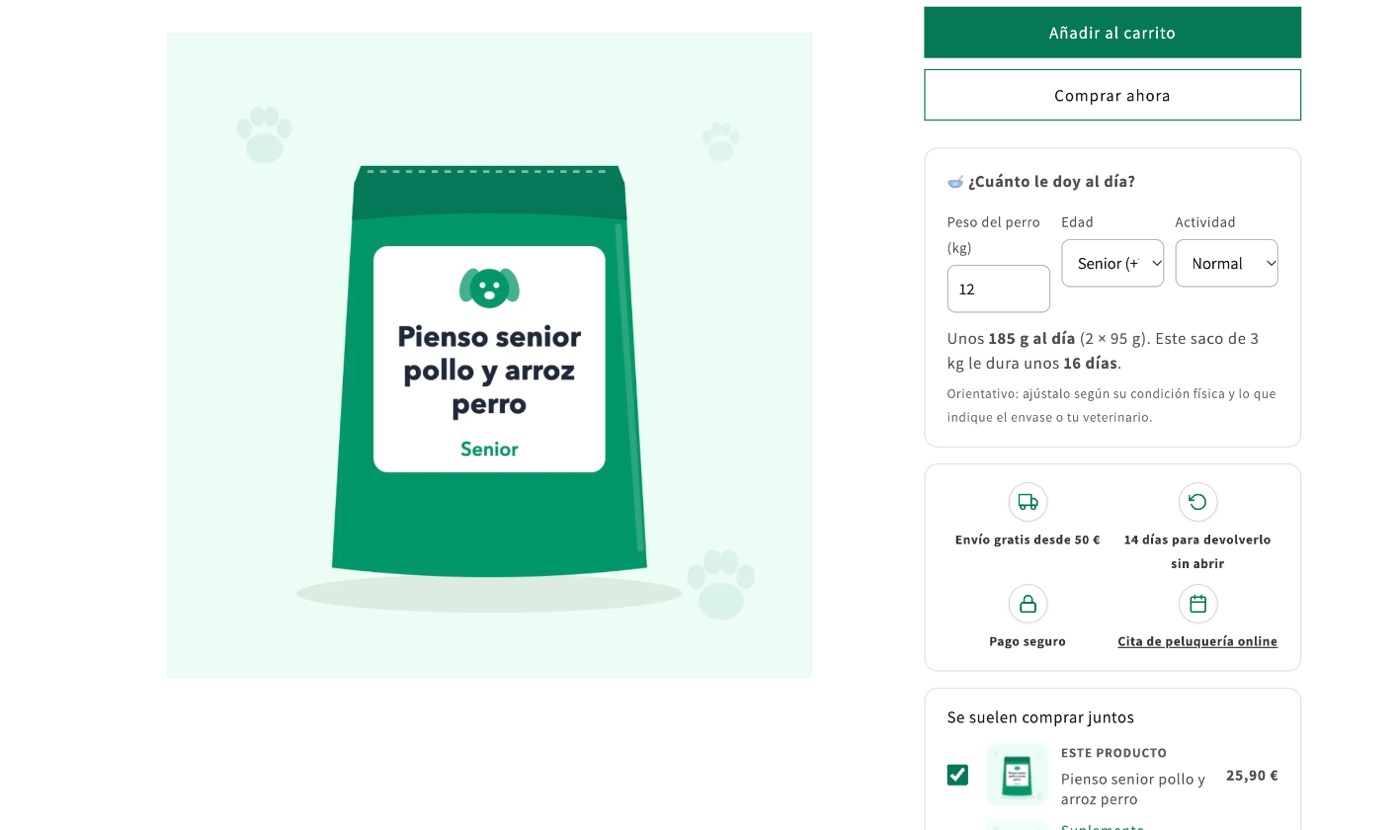 Añadir al carrito
Comprar ahora
Pienso senior
pollo y arroz
perro
Senior
¿Cuánto le doy al día?
Peso del perro
(kg)
12
Edad
Senior (+
Actividad
Normal
Unos 185 g al día (2 × 95 g). Este saco de 3
kg le dura unos 16 días.
Orientativo: ajústalo según su condición física y lo que
indique el envase o tu veterinario.
Envío gratis desde 50 €
14 días para devolverlo
sin abrir
Pago seguro
Cita de peluquería online
Se suelen comprar juntos
ESTE PRODUCTO
Pienso senior pollo y
arroz perro
25,90 €
Suplemento